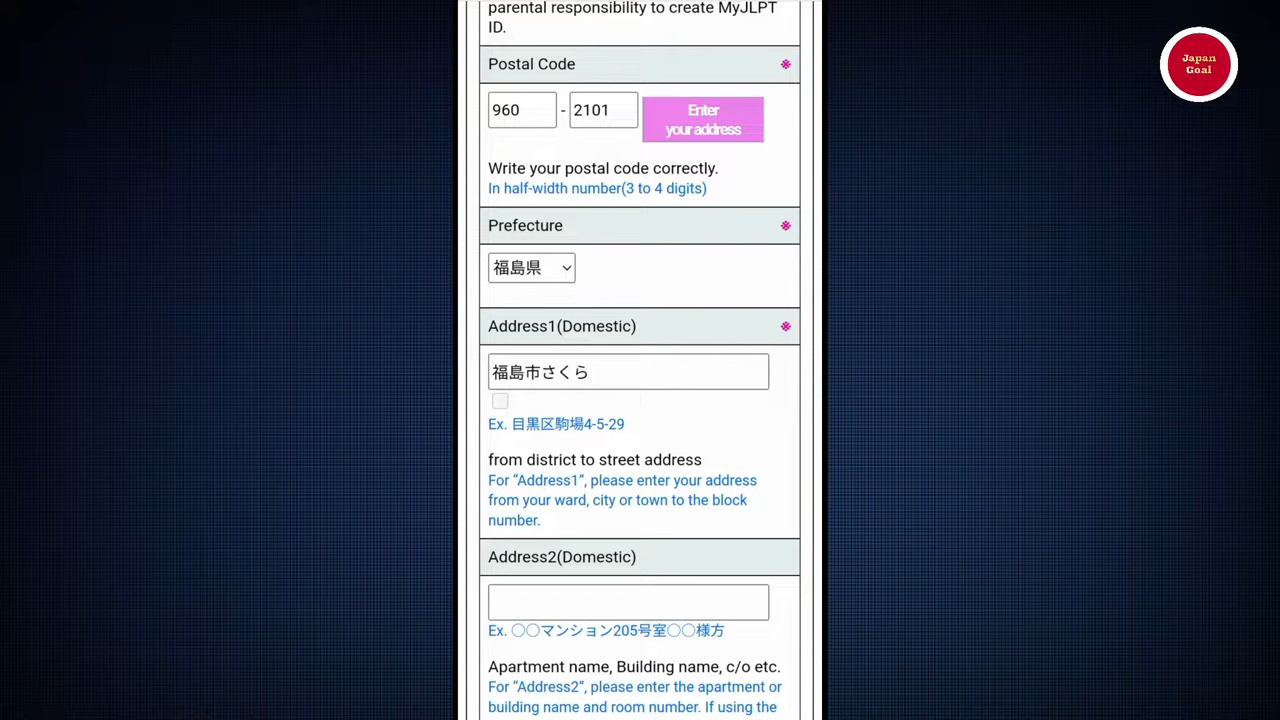 parental responsibility to create MyJLPT
ID.
Japan
Goal
Postal Code ※
960 - 2101 Enter
your address
Write your postal code correctly.
In half-width number(3 to 4 digits)
Prefecture ※
福島県
Address1(Domestic) ※
福島市さくら
Ex. 目黒区駒場4-5-29
from district to street address
For “Address1”, please enter your address
from your ward, city or town to the block
number.
Address2(Domestic)
Ex. 〇〇マンション205号室〇〇様方
Apartment name, Building name, c/o etc.
For “Address2”, please enter the apartment or
building name and room number. If using the